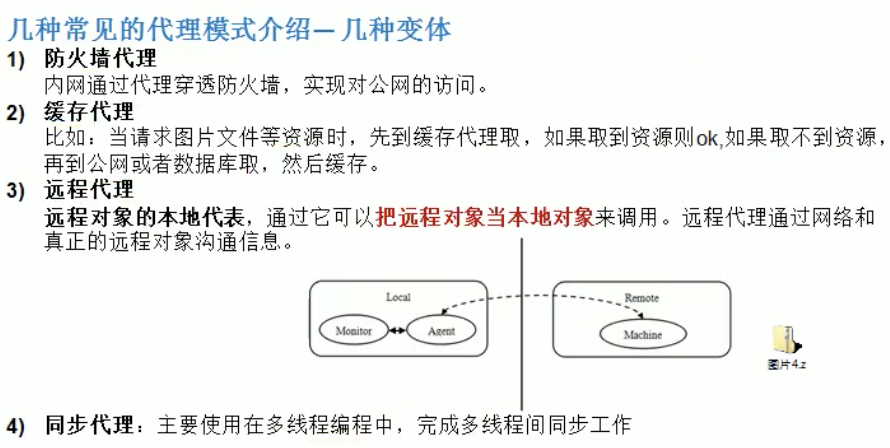 几种常见的代理模式介绍— 几种变体
1) 防火墙代理
内网通过代理穿透防火墙，实现对公网的访问。
2) 缓存代理
比如：当请求图片文件等资源时，先到缓存代理取，如果取到资源则ok,如果取不到资源，
再到公网或者数据库取，然后缓存。
3) 远程代理
远程对象的本地代表，通过它可以把远程对象当本地对象来调用。远程代理通过网络和
真正的远程对象沟通信息。
Local
Remote
Monitor
Agent
Machine
图片4.z
4) 同步代理：主要使用在多线程编程中，完成多线程间同步工作